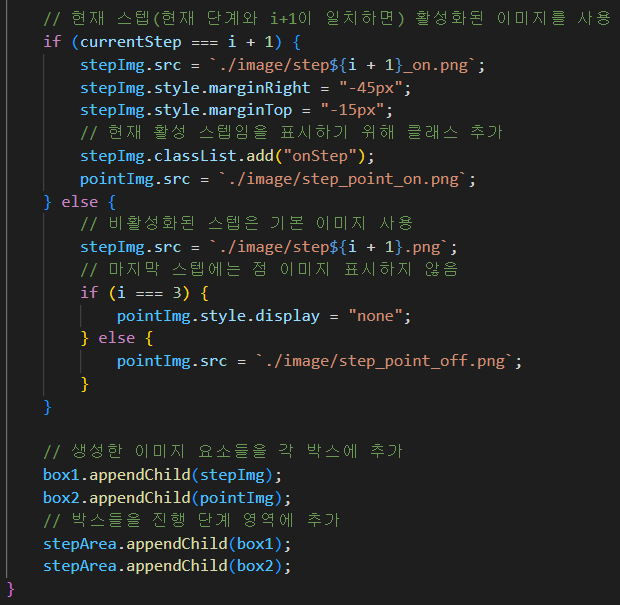 // 현재 스텝(현재 단계와 i+1이 일치하면) 활성화된 이미지를 사용
if (currentStep === i + 1) {
stepImg.src = `./image/step${i + 1}_on.png`;
stepImg.style.marginRight = "-45px";
stepImg.style.marginTop = "-15px";
// 현재 활성 스텝임을 표시하기 위해 클래스 추가
stepImg.classList.add("onStep");
pointImg.src = `./image/step_point_on.png`;
} else {
// 비활성화된 스텝은 기본 이미지 사용
stepImg.src = `./image/step${i + 1}.png`;
// 마지막 스텝에는 점 이미지 표시하지 않음
if (i === 3) {
pointImg.style.display = "none";
} else {
pointImg.src = `./image/step_point_off.png`;
}
}
// 생성한 이미지 요소들을 각 박스에 추가
box1.appendChild(stepImg);
box2.appendChild(pointImg);
// 박스들을 진행 단계 영역에 추가
stepArea.appendChild(box1);
stepArea.appendChild(box2);
}